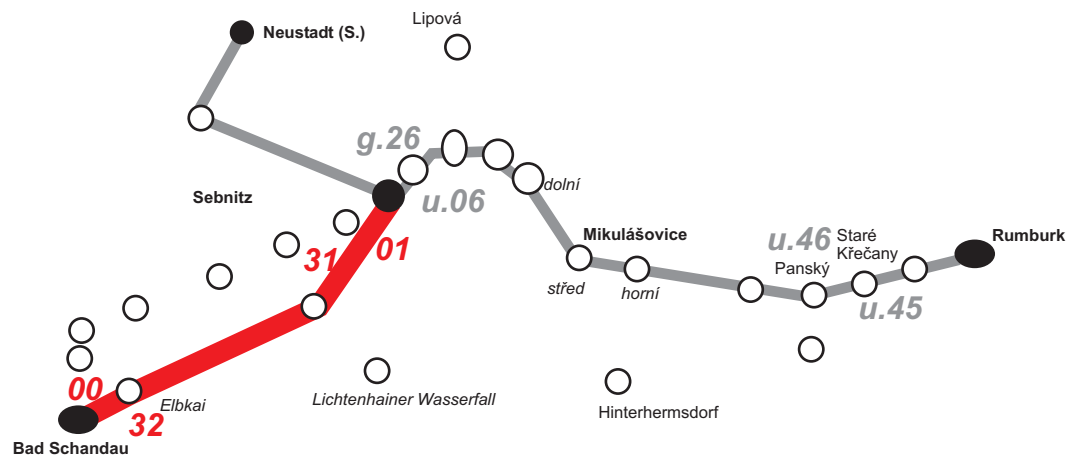 Lipová
Neustadt (S.)
g.26
dolní
Sebnitz
u.06
Mikulášovice
u.46
Staré
Křečany
Rumburk
31
01
Panský
střed
horní
u.45
00
Elbkai
Lichtenhainer Wasserfall
Hinterhermsdorf
32
Bad Schandau